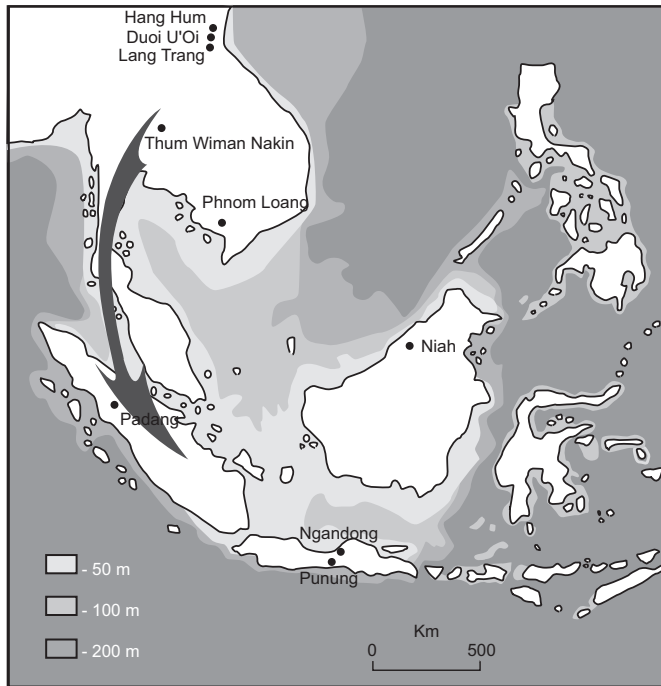 Hang Hum
Duoi U'Oi
Lang Trang
Thum Wiman Nakin
Phnom Loang
Niah
Padang
Ngandong
Punung
- 50 m
- 100 m
- 200 m
Km
0 500